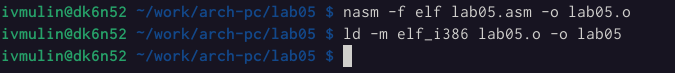 ivmulin@dk6n52 ~/work/arch-pc/lab05 $ nasm -f elf lab05.asm -o lab05.o
ivmulin@dk6n52 ~/work/arch-pc/lab05 $ ld -m elf_i386 lab05.o -o lab05
ivmulin@dk6n52 ~/work/arch-pc/lab05 $